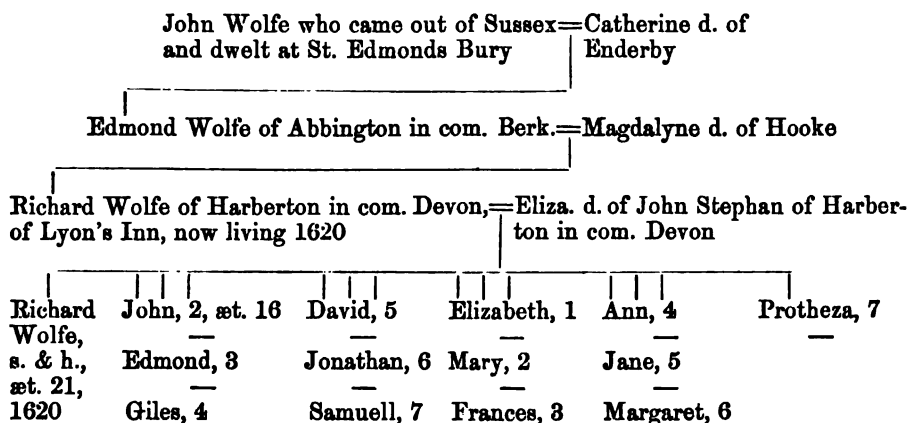 John Wolfe who came out of Sussex=Catherine d. of
and dwelt at St. Edmonds Bury Enderby
Edmond Wolfe of Abbington in com. Berk.=Magdalyne d. of Hooke
Richard Wolfe of Harberton in com. Devon,=Eliza. d. of John Stephan of Harber-
of Lyon's Inn, now living 1620 ton in com. Devon
Richard John, 2, æt. 16 David, 5 Elizabeth, 1 Ann, 4 Protheza, 7
Wolfe,
s. & h., Edmond, 3 Jonathan, 6 Mary, 2 Jane, 5
æt. 21,
1620 Giles, 4 Samuell, 7 Frances, 3 Margaret, 6